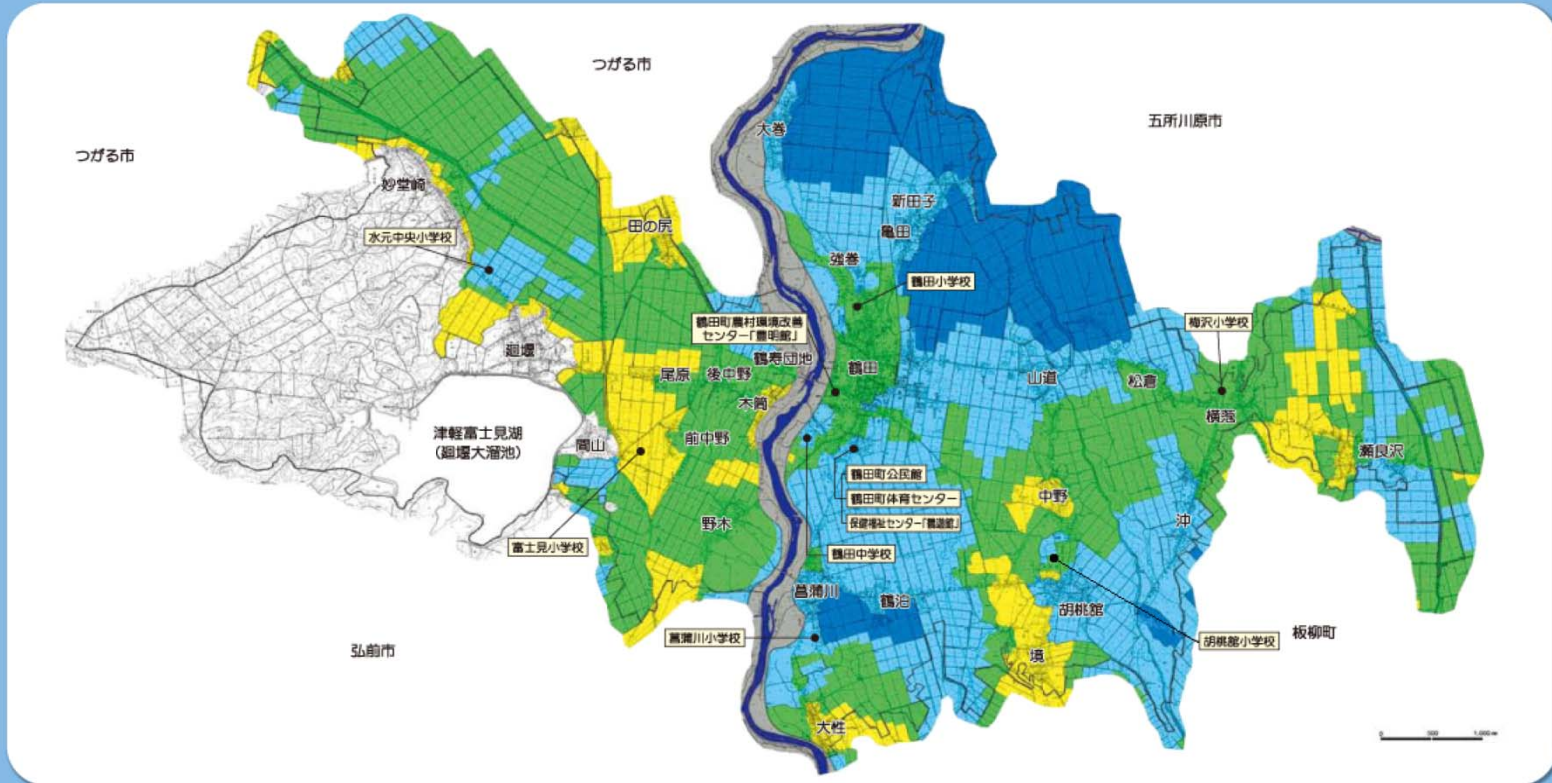 つがる市
つがる市
五所川原市
大巻
妙堂崎
新田子
田の尻
亀田
水元中央小学校
強巻
鶴田小学校
鶴田町農村環境改善
センター「豊明館」
梅沢小学校
廻堰
鶴寿団地
尾原
後中野
鶴田
山道
松倉
木筒
横萢
津軽富士見湖
(廻堰大溜池)
間山
前中野
瀬良沢
鶴田町公民館
鶴田町体育センター
中野
野木
保健福祉センター「鶴遊館」
沖
富士見小学校
鶴田中学校
菖蒲川
鶴泊
胡桃館
菖蒲川小学校
胡桃館小学校
板柳町
弘前市
境
大性
0 500 1,000m